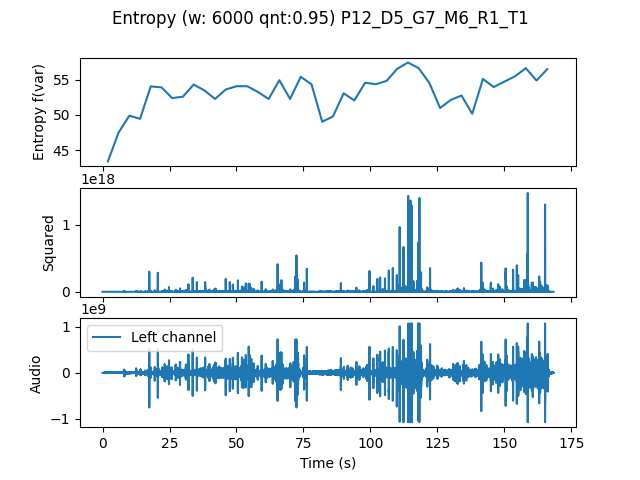 Entropy (w: 6000 qnt:0.95) P12_D5_G7_M6_R1_T1
Entropy f(var)
55
50
45
1e18
Squared
1
0
1e9
Left channel
Audio
1
0
−1
0
25
50
75
100
125
150
175
Time (s)